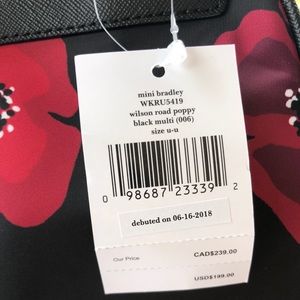 mini bradley
WKRU5419
wilson road poppy
black multi (006)
size u-u
0 98687 23339 2
debuted on 06-16-2018
Our Price CAD$239.00
USD$199.00